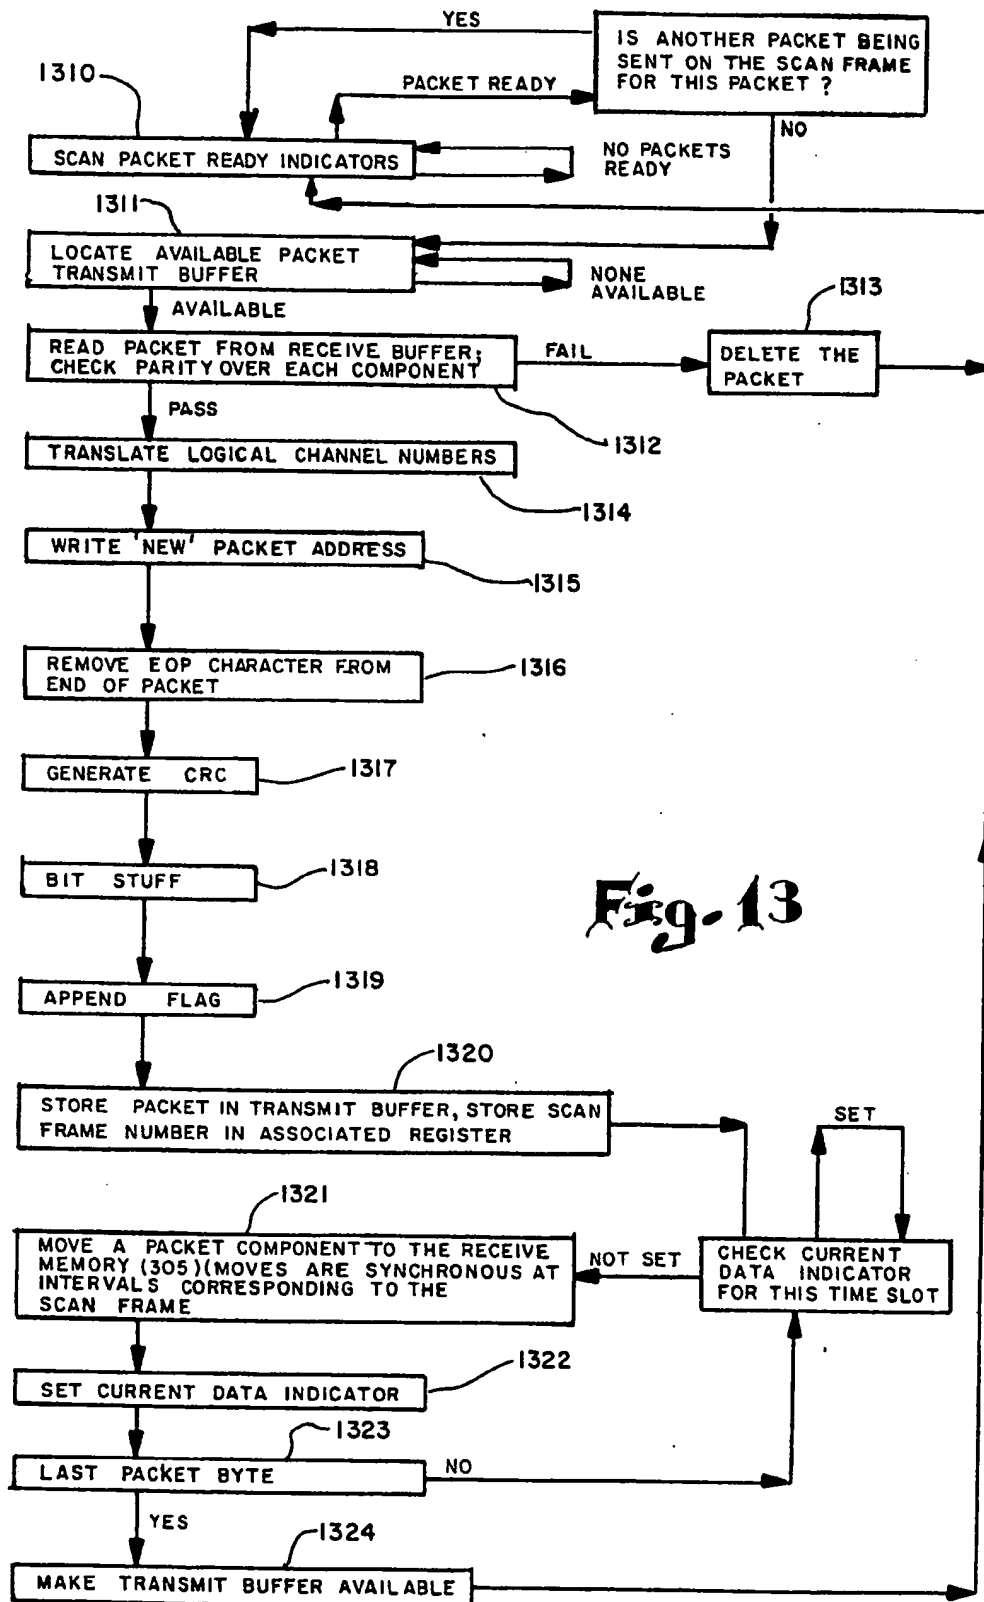 YES
IS ANOTHER PACKET BEING
SENT ON THE SCAN FRAME
FOR THIS PACKET ?
1310
PACKET READY
NO
SCAN PACKET READY INDICATORS
NO PACKETS
READY
1311
LOCATE AVAILABLE PACKET
TRANSMIT BUFFER
NONE
AVAILABLE
1313
AVAILABLE
READ PACKET FROM RECEIVE BUFFER;
CHECK PARITY OVER EACH COMPONENT
FAIL
DELETE THE
PACKET
PASS
1312
TRANSLATE LOGICAL CHANNEL NUMBERS
1314
WRITE 'NEW' PACKET ADDRESS
1315
REMOVE EOP CHARACTER FROM
END OF PACKET
1316
GENERATE CRC
1317
BIT STUFF
1318
Fig. 13
APPEND FLAG
1319
1320
STORE PACKET IN TRANSMIT BUFFER, STORE SCAN
FRAME NUMBER IN ASSOCIATED REGISTER
SET
1321
MOVE A PACKET COMPONENT TO THE RECEIVE
MEMORY (305)(MOVES ARE SYNCHRONOUS AT
INTERVALS CORRESPONDING TO THE
SCAN FRAME
NOT SET
CHECK CURRENT
DATA INDICATOR
FOR THIS TIME SLOT
1322
SET CURRENT DATA INDICATOR
1323
LAST PACKET BYTE
NO
YES
1324
MAKE TRANSMIT BUFFER AVAILABLE